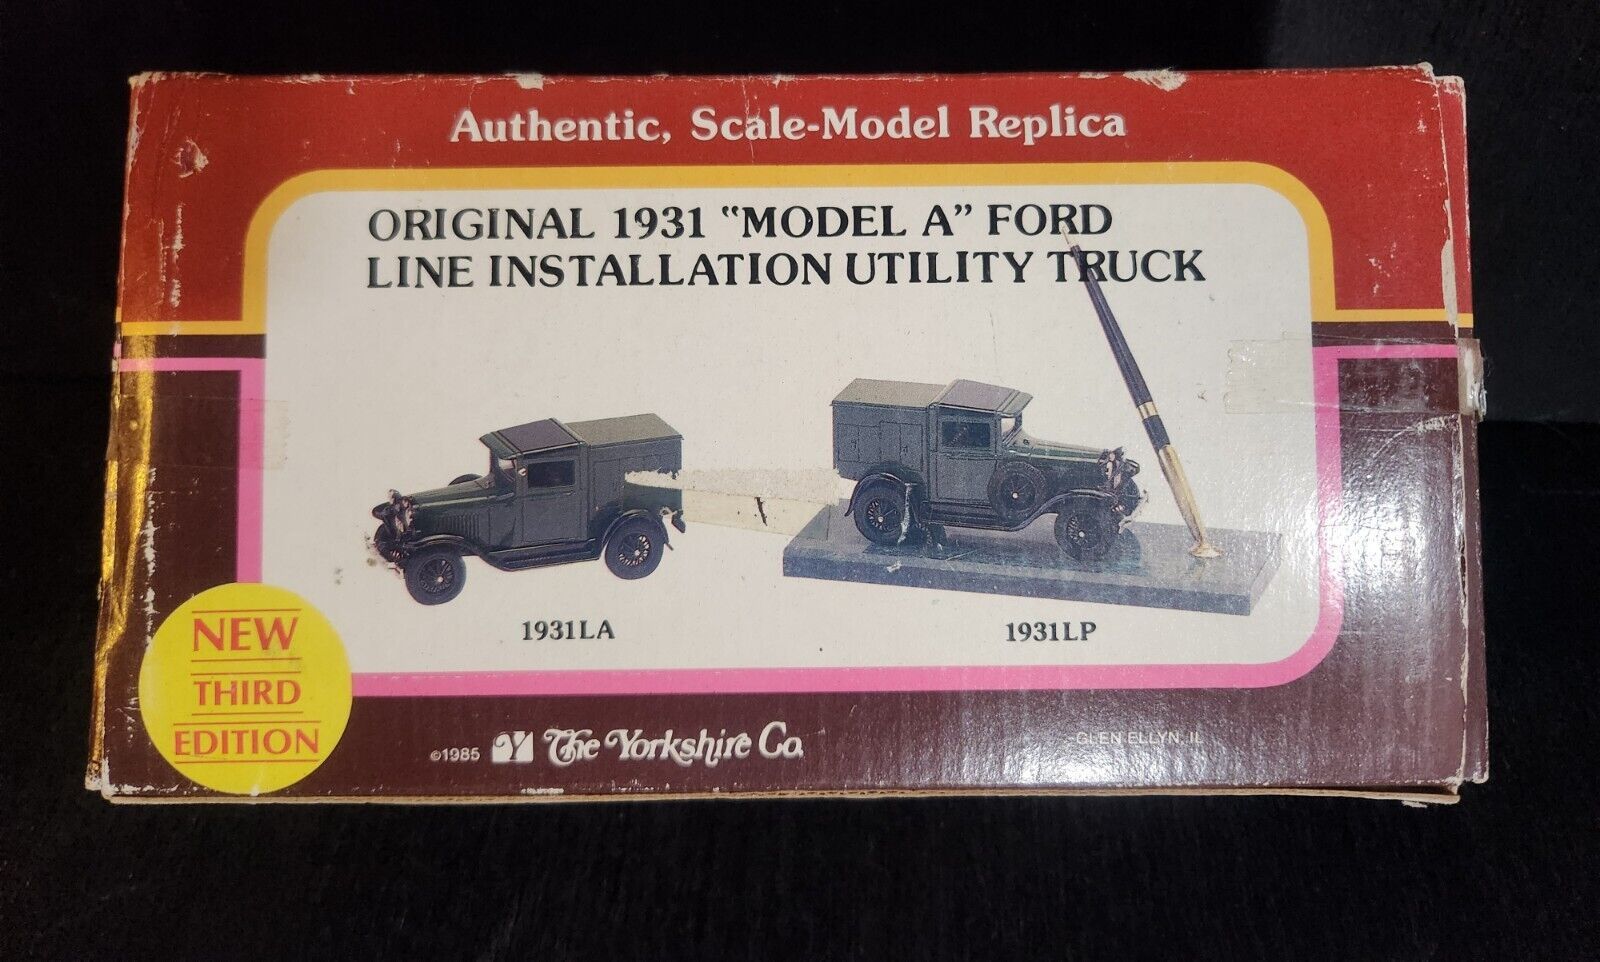 Authentic, Scale-Model Replica
ORIGINAL 1931 “MODEL A” FORD
LINE INSTALLATION UTILITY TRUCK
1931LA
1931LP
NEW
THIRD
EDITION
©1985 Y The Yorkshire Co.
GLEN ELLYN, IL